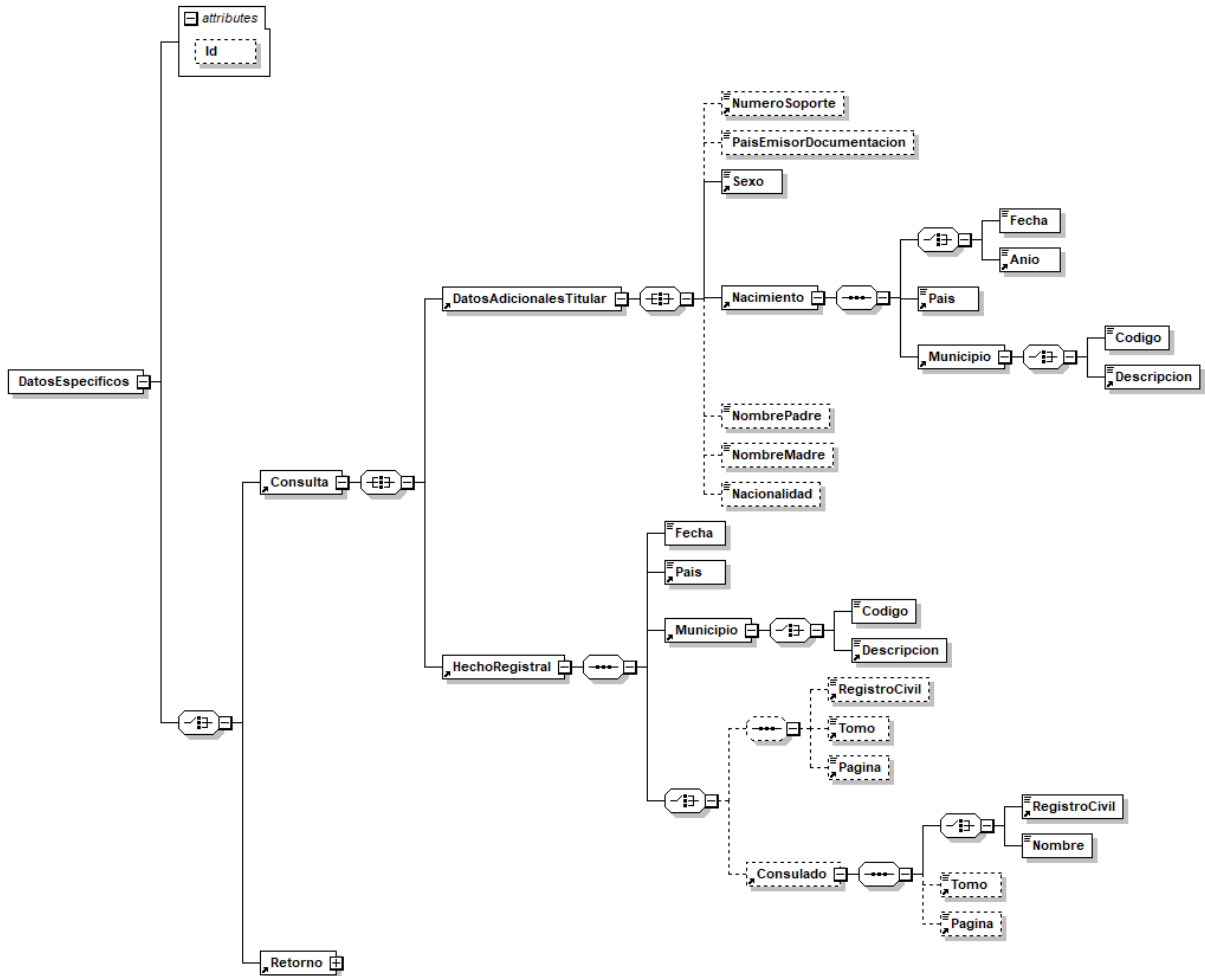 attributes
Id
NumeroSoporte
PaisEmisorDocumentacion
Sexo
Fecha
Anio
DatosAdicionalesTitular
Nacimiento
Pais
Codigo
Municipio
Descripcion
DatosEspecificos
NombrePadre
NombreMadre
Consulta
Nacionalidad
Fecha
Pais
Codigo
Municipio
Descripcion
HechoRegistral
RegistroCivil
Tomo
Pagina
RegistroCivil
Nombre
Consulado
Tomo
Pagina
Retorno